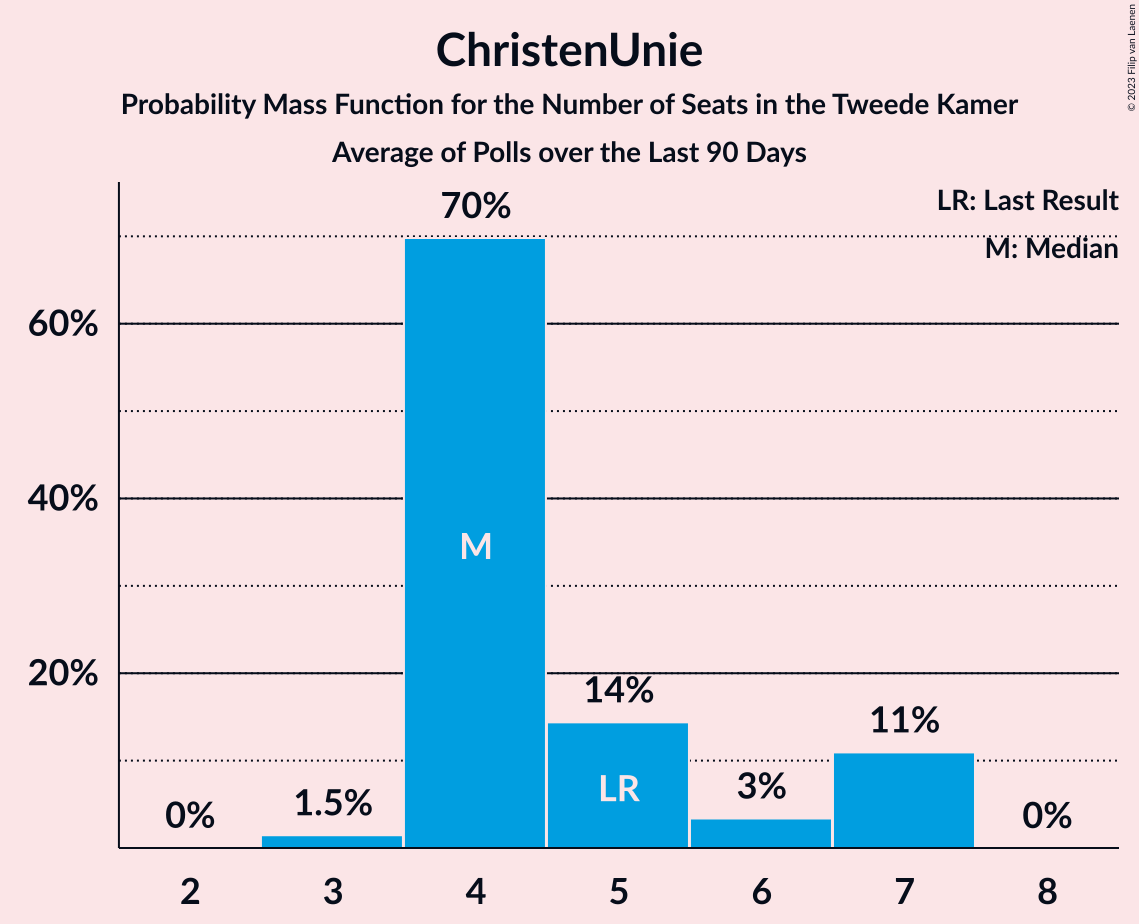 ChristenUnie
Probability Mass Function for the Number of Seats in the Tweede Kamer
Average of Polls over the Last 90 Days
© 2023 Filip van Laenen
LR: Last Result
M: Median
60%
40%
20%
0%
1.5%
70%
14%
3%
11%
0%
M
LR
2 3 4 5 6 7 8